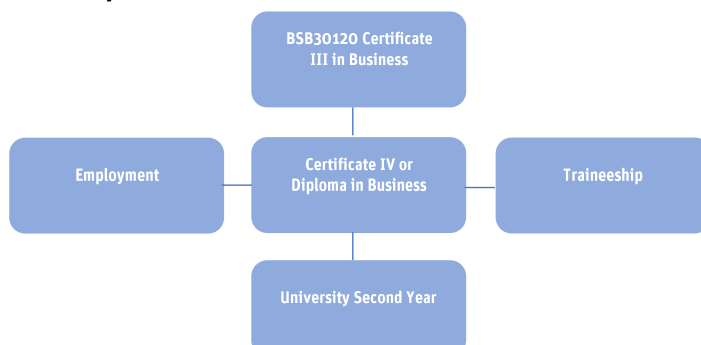 BSB30120 Certificate
III in Business
Employment
Certificate IV or
Diploma in Business
Traineeship
University Second Year